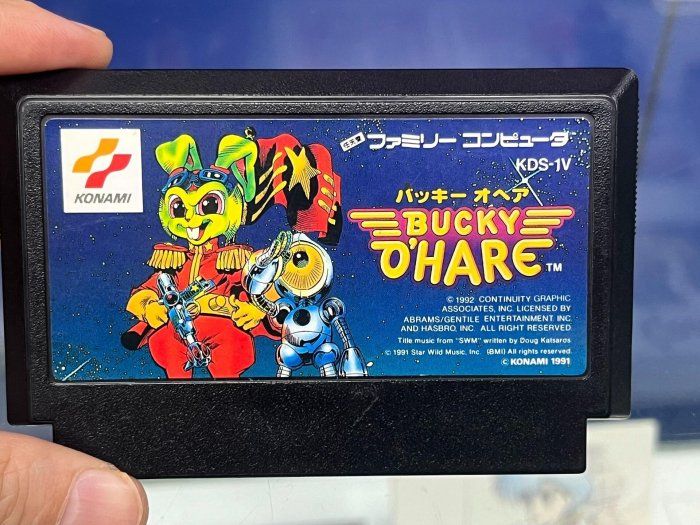 KONAMI
任天堂 ファミリー コンピュータ
KDS-1V
バッキー オヘア
BUCKY
O'HARE TM
© 1992 CONTINUITY GRAPHIC
ASSOCIATES, INC. LICENSED BY
ABRAMS/GENTILE ENTERTAINMENT INC.
AND HASBRO, INC. ALL RIGHT RESERVED.
Title music from "SWM" written by Doug Katsaros
© 1991 Star Wild Music, Inc. (BMI) All rights reserved.
© KONAMI 1991